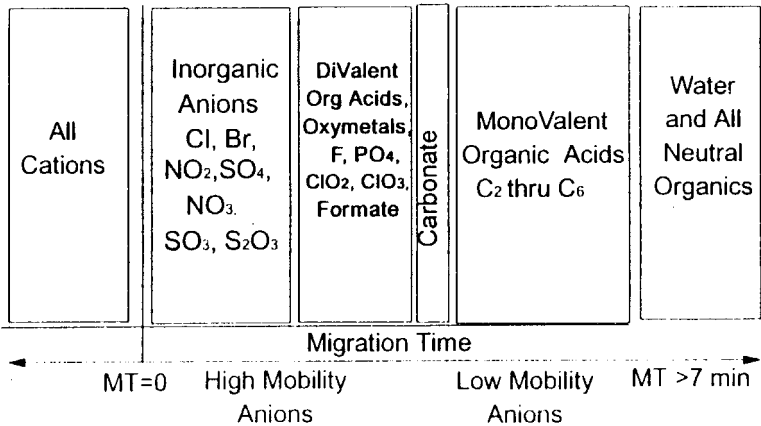 All
Cations
Inorganic
Anions
Cl, Br,
NO₂,SO₄,
NO₃.
SO₃, S₂O₃
DiValent
Org Acids,
Oxymetals,
F, PO₄,
ClO₂, ClO₃,
Formate
Carbonate
MonoValent
Organic Acids
C₂ thru C₆
Water
and All
Neutral
Organics
Migration Time
MT=0
High Mobility
Anions
Low Mobility
Anions
MT >7 min